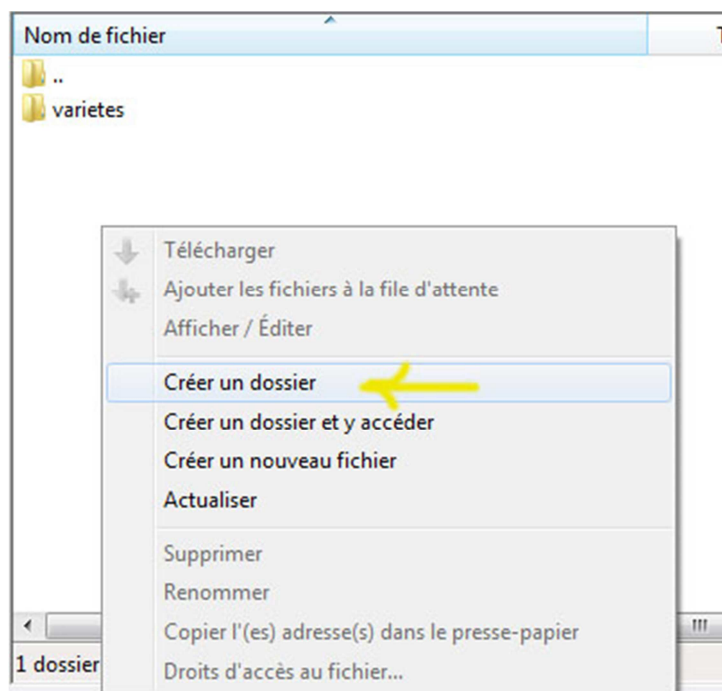 Nom de fichier
..
varietes
Télécharger
Ajouter les fichiers à la file d'attente
Afficher / Éditer
Créer un dossier
Créer un dossier et y accéder
Créer un nouveau fichier
Actualiser
Supprimer
Renommer
Copier l'(es) adresse(s) dans le presse-papier
1 dossier
Droits d'accès au fichier...